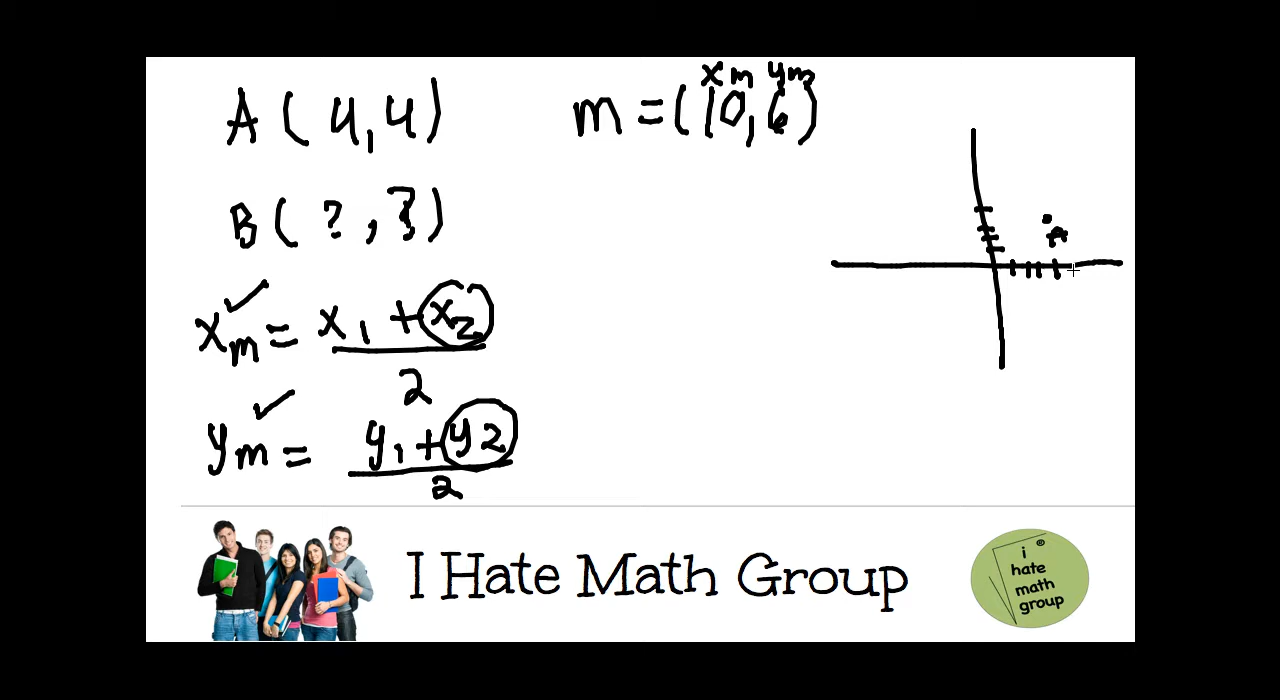 A ( 4,4)
m = (10,6)
xm ym
B ( ? , ? )
A
xm = x1 + x2
2
ym = y1 + y2
2
I Hate Math Group
i ®
hate
math
group